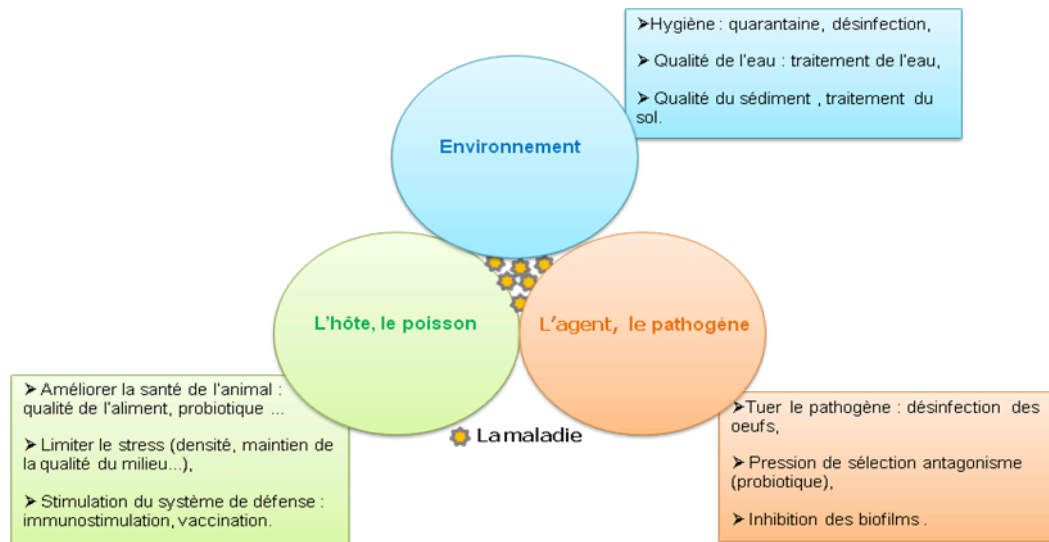 ➢Hygiène : quarantaine, désinfection,
➢ Qualité de l'eau : traitement de l'eau,
➢ Qualité du sédiment , traitement du
sol.
Environnement
L'hôte, le poisson
L'agent, le pathogène
➢ Améliorer la santé de l'animal :
qualité de l'aliment, probiotique ...
➢ Limiter le stress (densité, maintien de
la qualité du milieu...),
➢ Stimulation du système de défense :
immunostimulation, vaccination.
La maladie
➢Tuer le pathogène : désinfection des
oeufs,
➢ Pression de sélection antagonisme
(probiotique),
➢ Inhibition des biofilms .